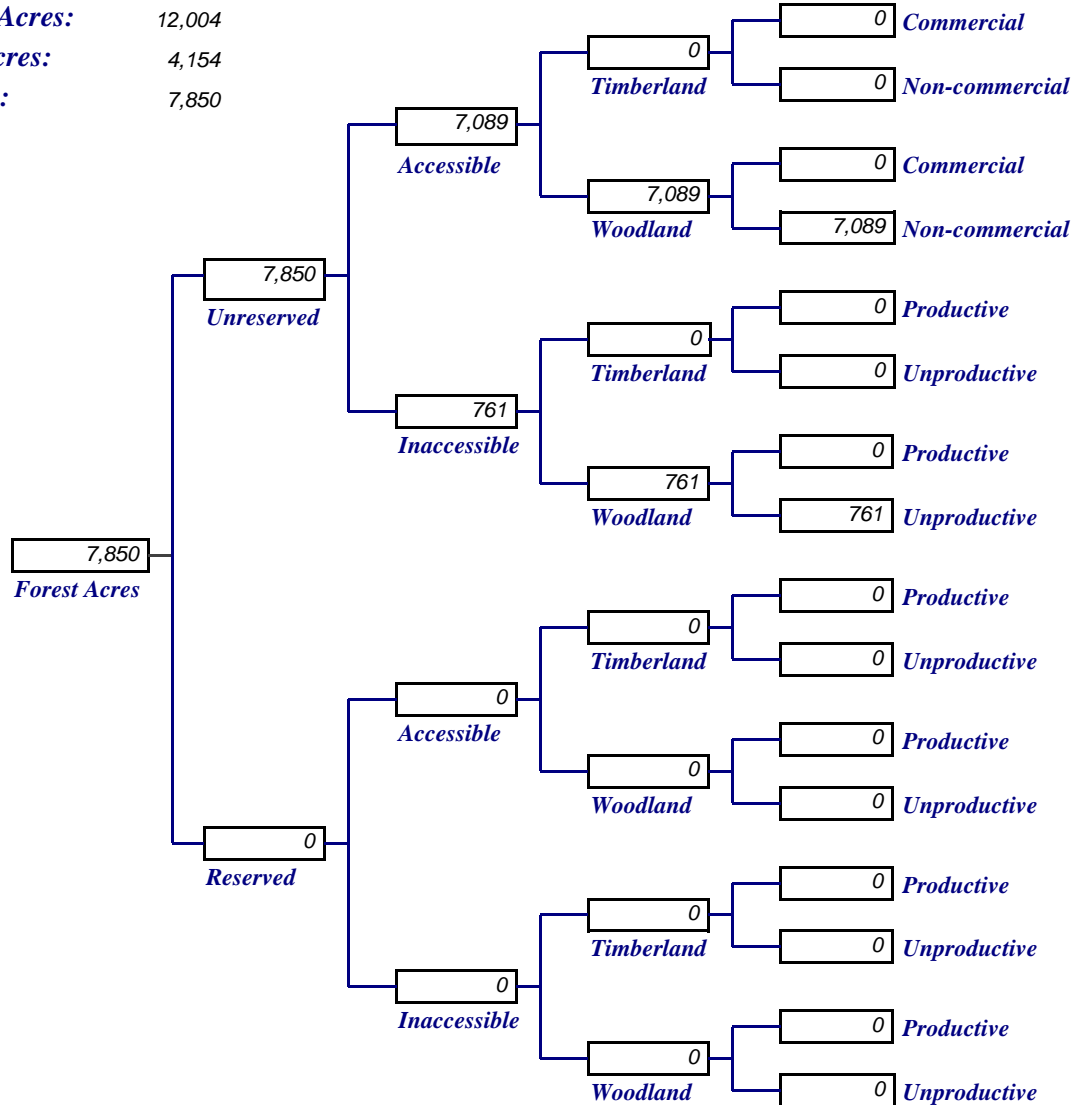 Acres: 12,004
cres: 4,154
: 7,850
0 Commercial
0
Timberland
0 Non-commercial
7,089
Accessible
0 Commercial
7,089
Woodland
7,089 Non-commercial
7,850
Unreserved
0 Productive
0
Timberland
0 Unproductive
761
Inaccessible
0 Productive
761
Woodland
761 Unproductive
7,850
Forest Acres
0 Productive
0
Timberland
0 Unproductive
0
Accessible
0 Productive
0
Woodland
0 Unproductive
0
Reserved
0 Productive
0
Timberland
0 Unproductive
0
Inaccessible
0 Productive
0
Woodland
0 Unproductive